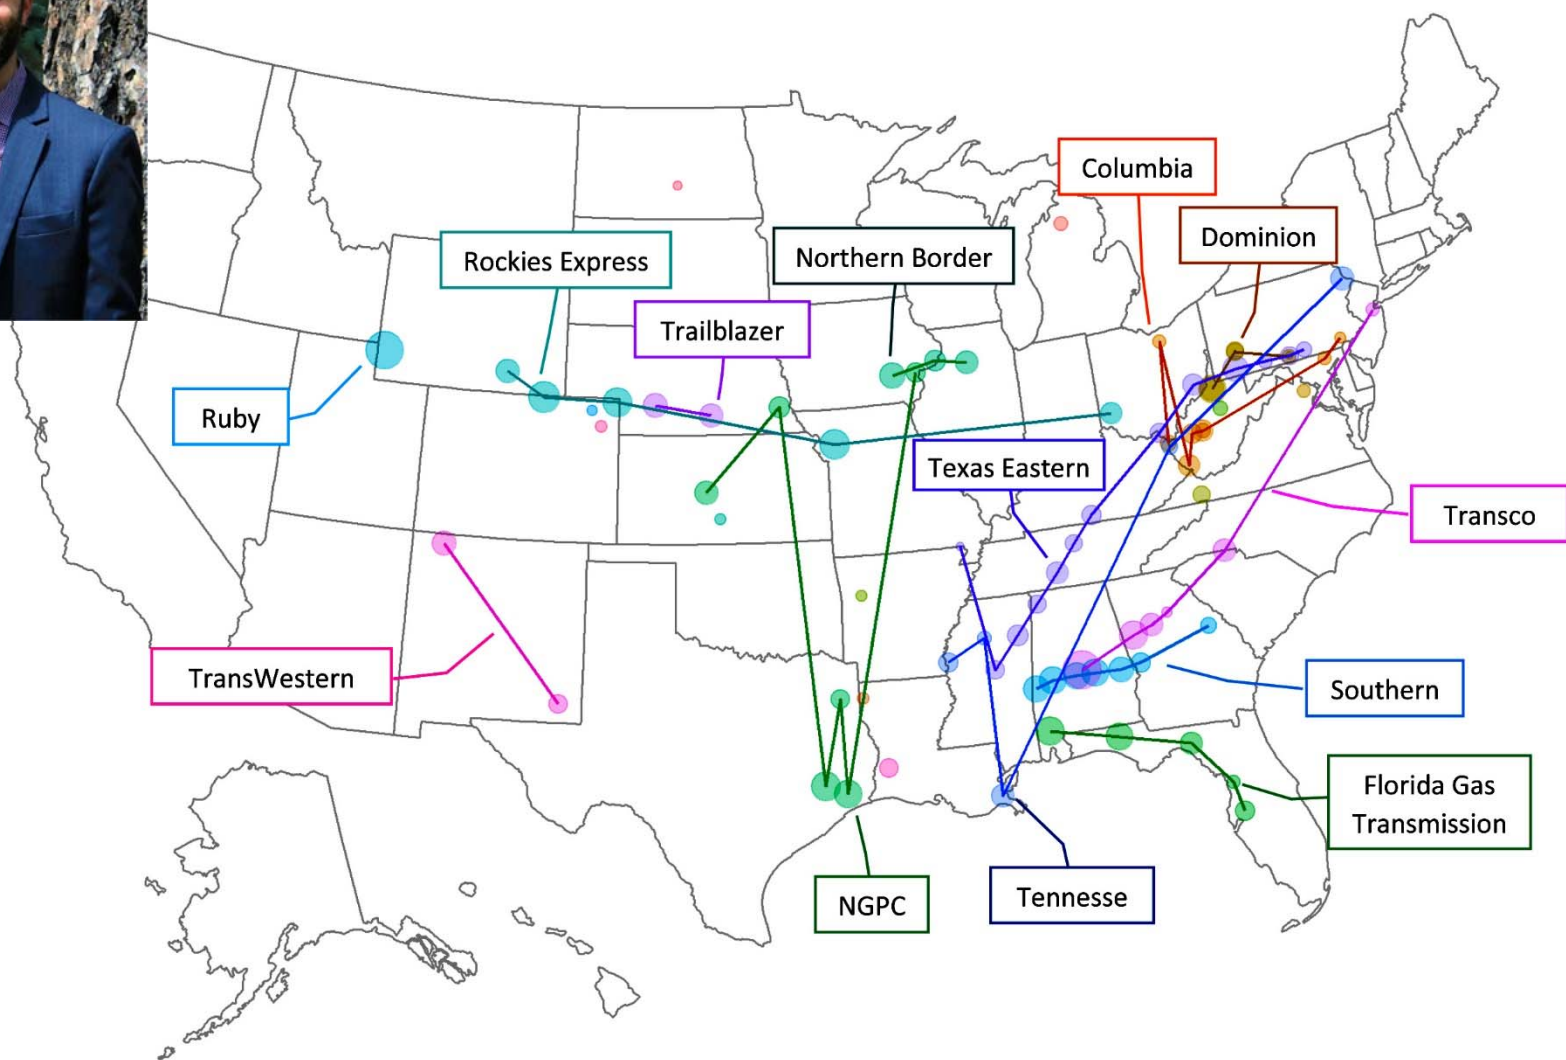 Columbia
Dominion
Rockies Express
Northern Border
Trailblazer
Ruby
Texas Eastern
Transco
TransWestern
Southern
Florida Gas
Transmission
NGPC
Tennesse